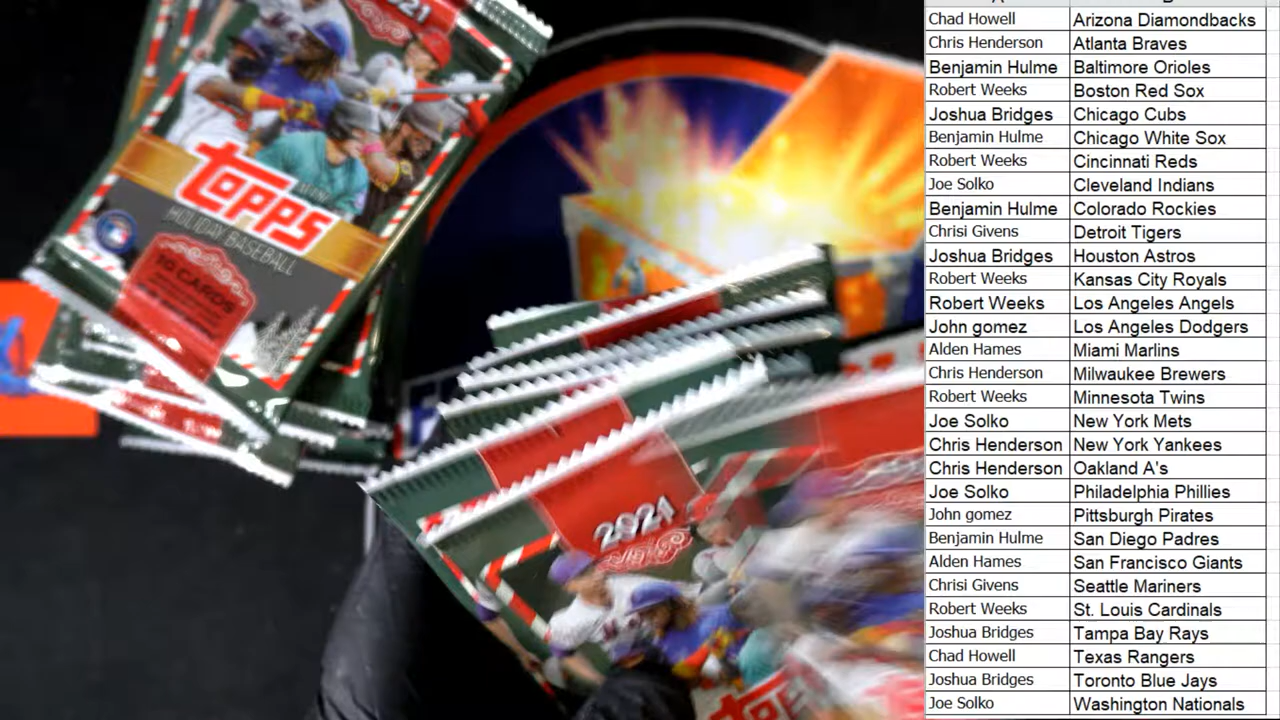 2021
TOPPS
HOLIDAY BASEBALL
10 CARDS
2021
TOPPS
Chad Howell Arizona Diamondbacks
Chris Henderson Atlanta Braves
Benjamin Hulme Baltimore Orioles
Robert Weeks Boston Red Sox
Joshua Bridges Chicago Cubs
Benjamin Hulme Chicago White Sox
Robert Weeks Cincinnati Reds
Joe Solko Cleveland Indians
Benjamin Hulme Colorado Rockies
Chrisi Givens Detroit Tigers
Joshua Bridges Houston Astros
Robert Weeks Kansas City Royals
Robert Weeks Los Angeles Angels
John gomez Los Angeles Dodgers
Alden Hames Miami Marlins
Chris Henderson Milwaukee Brewers
Robert Weeks Minnesota Twins
Joe Solko New York Mets
Chris Henderson New York Yankees
Chris Henderson Oakland A's
Joe Solko Philadelphia Phillies
John gomez Pittsburgh Pirates
Benjamin Hulme San Diego Padres
Alden Hames San Francisco Giants
Chrisi Givens Seattle Mariners
Robert Weeks St. Louis Cardinals
Joshua Bridges Tampa Bay Rays
Chad Howell Texas Rangers
Joshua Bridges Toronto Blue Jays
Joe Solko Washington Nationals